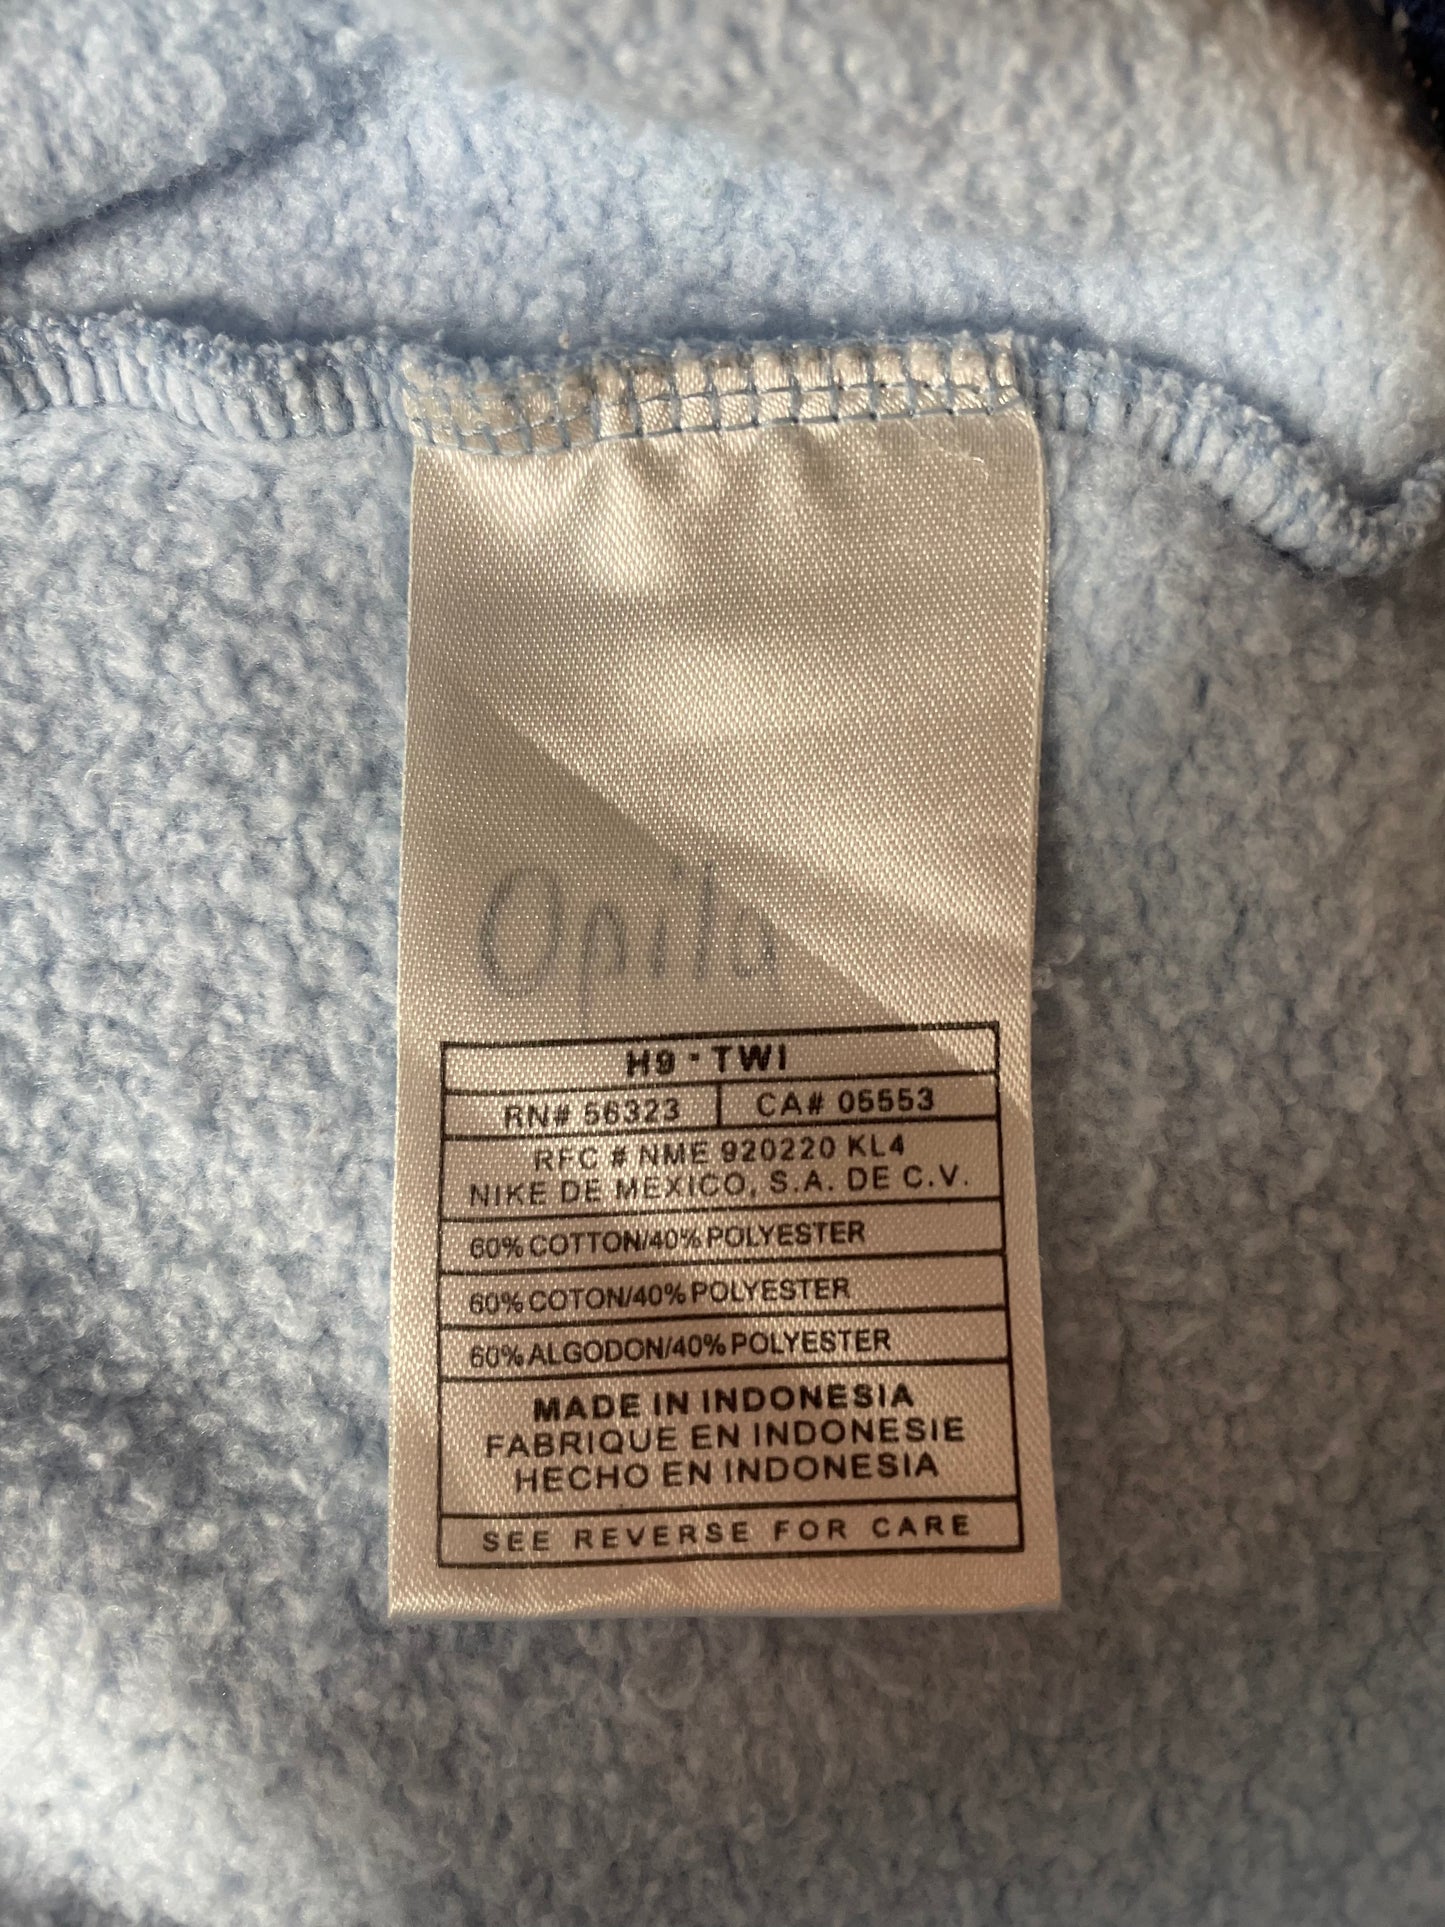 Opila
H9 · TWI
RN# 56323 CA# 05553
RFC # NME 920220 KL4
NIKE DE MEXICO, S.A. DE C.V.
60% COTTON/40% POLYESTER
60% COTON/40% POLYESTER
60% ALGODON/40% POLYESTER
MADE IN INDONESIA
FABRIQUE EN INDONESIE
HECHO EN INDONESIA
SEE REVERSE FOR CARE